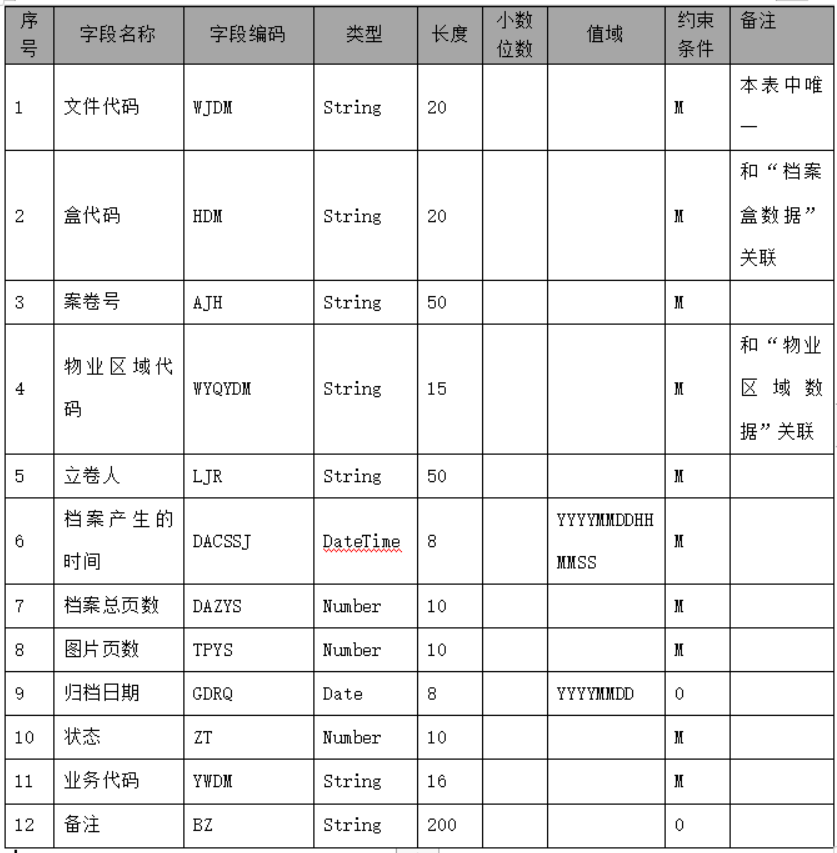 序号 字段名称 字段编码 类型 长度 小数位数 值域 约束条件 备注
1 文件代码 WJDM String 20 M 本表中唯一
2 盒代码 HDM String 20 M 和“档案盒数据”关联
3 案卷号 AJH String 50 M
4 物业区域代码 WYQYDM String 15 M 和“物业区域数据”关联
5 立卷人 LJR String 50 M
6 档案产生的时间 DACSSJ DateTime 8 YYYYMMDDHHMMSS M
7 档案总页数 DAZYS Number 10 M
8 图片页数 TPYS Number 10 M
9 归档日期 GDRQ Date 8 YYYYMMDD O
10 状态 ZT Number 10 M
11 业务代码 YWDM String 16 M
12 备注 BZ String 200 O